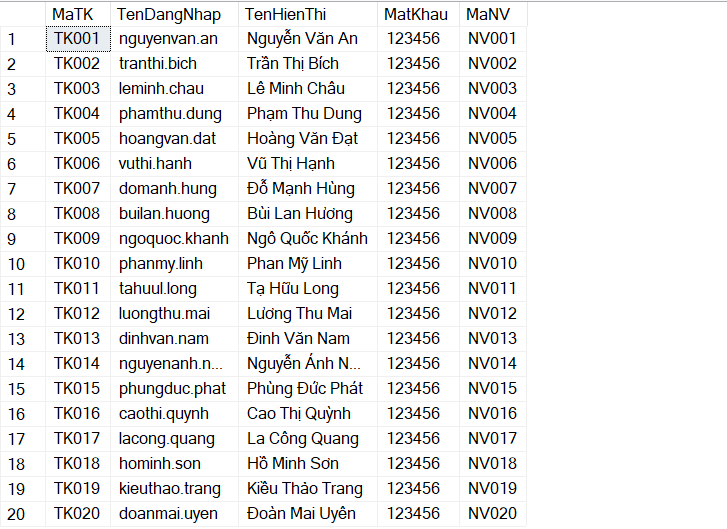 MaTK TenDangNhap TenHienThi MatKhau MaNV
1 TK001 nguyenvan.an Nguyễn Văn An 123456 NV001
2 TK002 tranthi.bich Trần Thị Bích 123456 NV002
3 TK003 leminh.chau Lê Minh Châu 123456 NV003
4 TK004 phamthu.dung Phạm Thu Dung 123456 NV004
5 TK005 hoangvan.dat Hoàng Văn Đạt 123456 NV005
6 TK006 vuthi.hanh Vũ Thị Hạnh 123456 NV006
7 TK007 domanh.hung Đỗ Mạnh Hùng 123456 NV007
8 TK008 builan.huong Bùi Lan Hương 123456 NV008
9 TK009 ngoquoc.khanh Ngô Quốc Khánh 123456 NV009
10 TK010 phanmy.linh Phan Mỹ Linh 123456 NV010
11 TK011 tahuul.long Tạ Hữu Long 123456 NV011
12 TK012 luongthu.mai Lương Thu Mai 123456 NV012
13 TK013 dinhvan.nam Đinh Văn Nam 123456 NV013
14 TK014 nguyenanh.n... Nguyễn Ánh N... 123456 NV014
15 TK015 phungduc.phat Phùng Đức Phát 123456 NV015
16 TK016 caothi.quynh Cao Thị Quỳnh 123456 NV016
17 TK017 lacong.quang La Công Quang 123456 NV017
18 TK018 hominh.son Hồ Minh Sơn 123456 NV018
19 TK019 kieuthao.trang Kiều Thảo Trang 123456 NV019
20 TK020 doanmai.uyen Đoàn Mai Uyên 123456 NV020